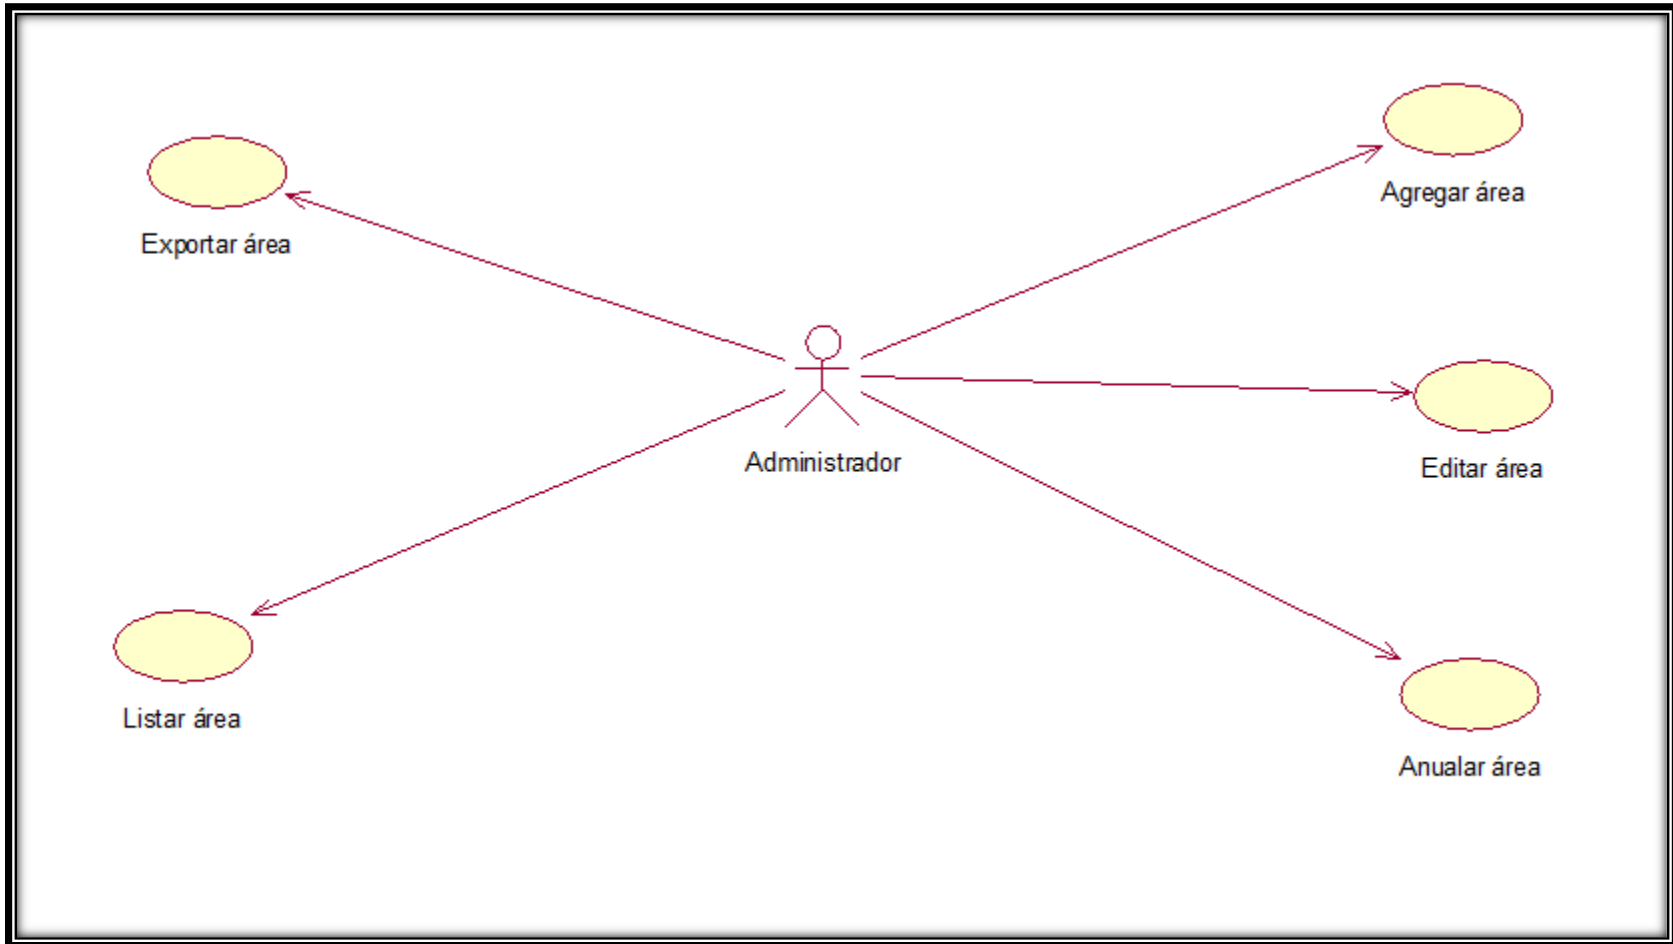 Agregar área
Exportar área
Administrador
Editar área
Listar área
Anualar área